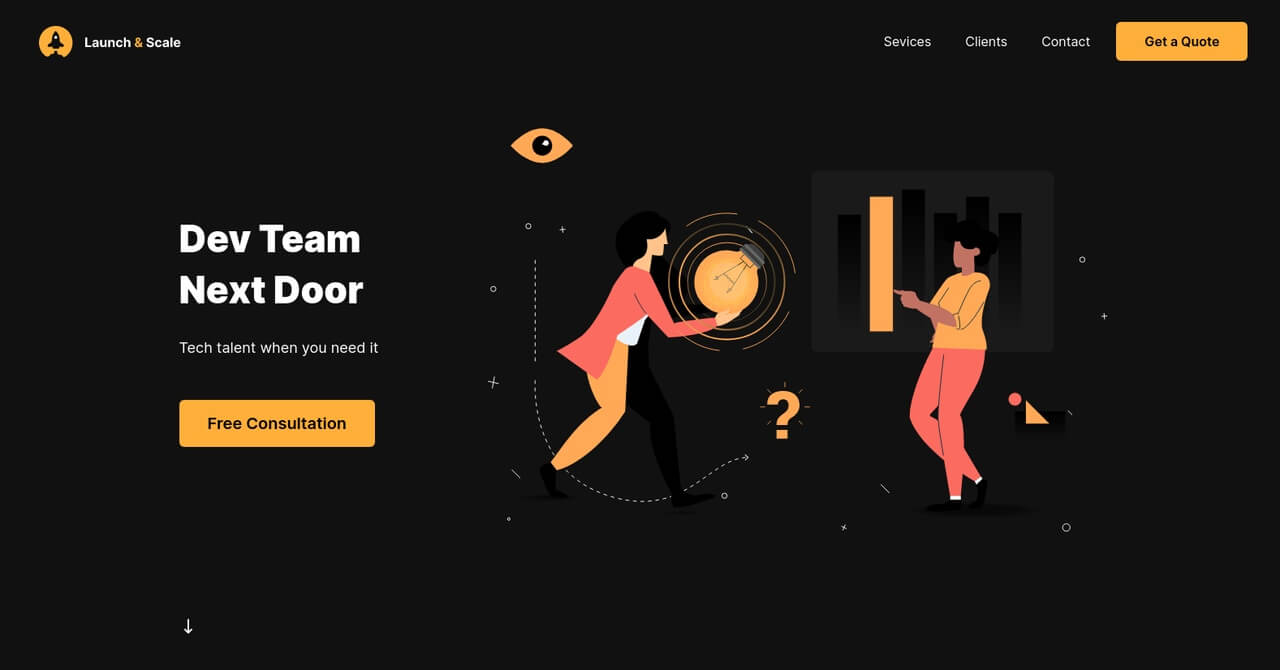 Launch & Scale
Sevices
Clients
Contact
Get a Quote
Dev Team
Next Door
Tech talent when you need it
Free Consultation
?